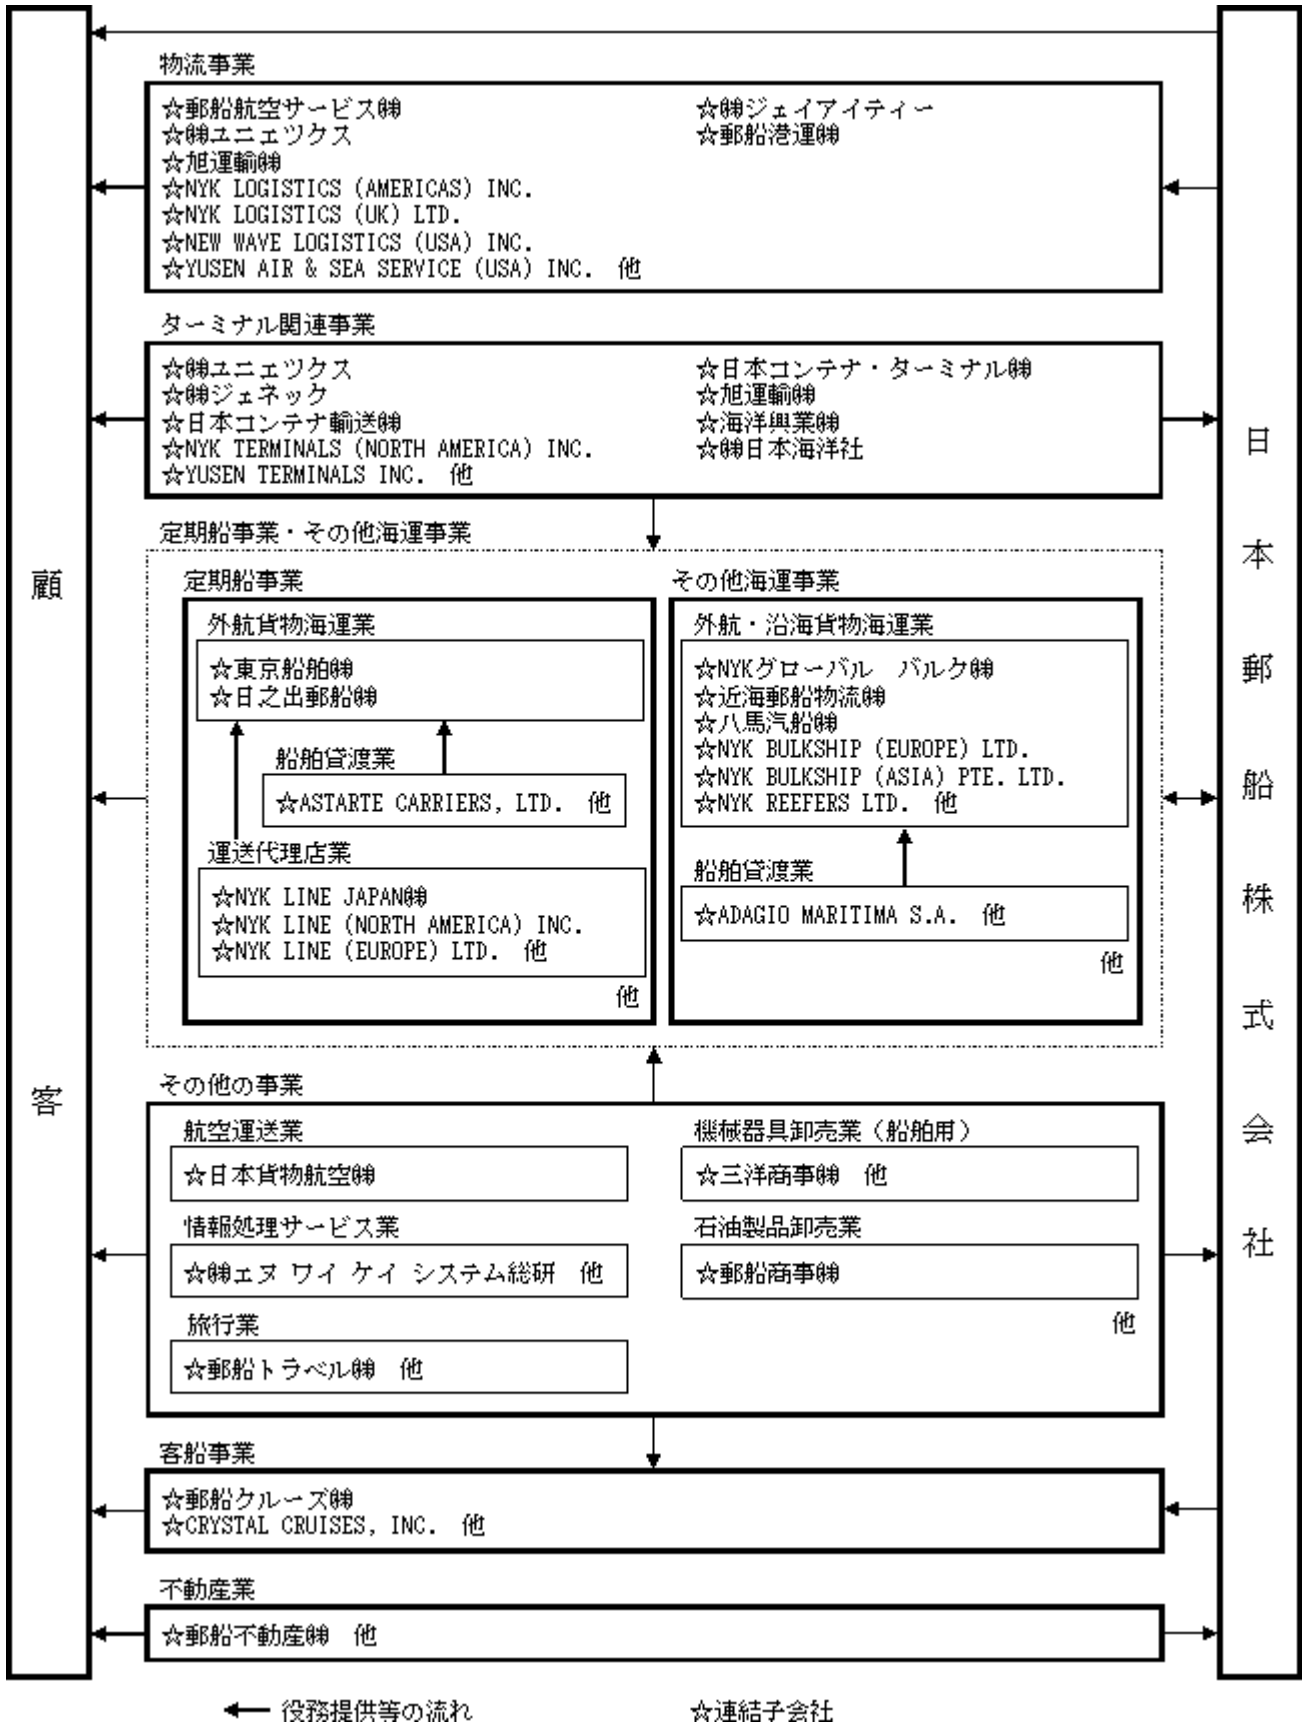 物流事業
☆郵船航空サービス㈱
☆㈱ユニエツクス
☆旭運輸㈱
☆NYK LOGISTICS (AMERICAS) INC.
☆NYK LOGISTICS (UK) LTD.
☆NEW WAVE LOGISTICS (USA) INC.
☆YUSEN AIR & SEA SERVICE (USA) INC. 他
☆㈱ジェイアイティー
☆郵船港運㈱
ターミナル関連事業
☆㈱ユニエツクス
☆㈱ジェネック
☆日本コンテナ輸送㈱
☆NYK TERMINALS (NORTH AMERICA) INC.
☆YUSEN TERMINALS INC. 他
☆日本コンテナ・ターミナル㈱
☆旭運輸㈱
☆海洋興業㈱
☆㈱日本海洋社
定期船事業・その他海運事業
定期船事業
外航貨物海運業
☆東京船舶㈱
☆日之出郵船㈱
船舶貸渡業
☆ASTARTE CARRIERS, LTD. 他
運送代理店業
☆NYK LINE JAPAN㈱
☆NYK LINE (NORTH AMERICA) INC.
☆NYK LINE (EUROPE) LTD. 他
他
その他海運事業
外航・沿海貨物海運業
☆NYKグローバル バルク㈱
☆近海郵船物流㈱
☆八馬汽船㈱
☆NYK BULKSHIP (EUROPE) LTD.
☆NYK BULKSHIP (ASIA) PTE. LTD.
☆NYK REEFERS LTD. 他
船舶貸渡業
☆ADAGIO MARITIMA S.A. 他
他
その他の事業
航空運送業
☆日本貨物航空㈱
情報処理サービス業
☆㈱エヌ ワイ ケイ システム総研 他
旅行業
☆郵船トラベル㈱ 他
機械器具卸売業(船舶用)
☆三洋商事㈱ 他
石油製品卸売業
☆郵船商事㈱
他
客船事業
☆郵船クルーズ㈱
☆CRYSTAL CRUISES, INC. 他
不動産業
☆郵船不動産㈱ 他
顧客
日本郵船株式会社
役務提供等の流れ
☆連結子会社